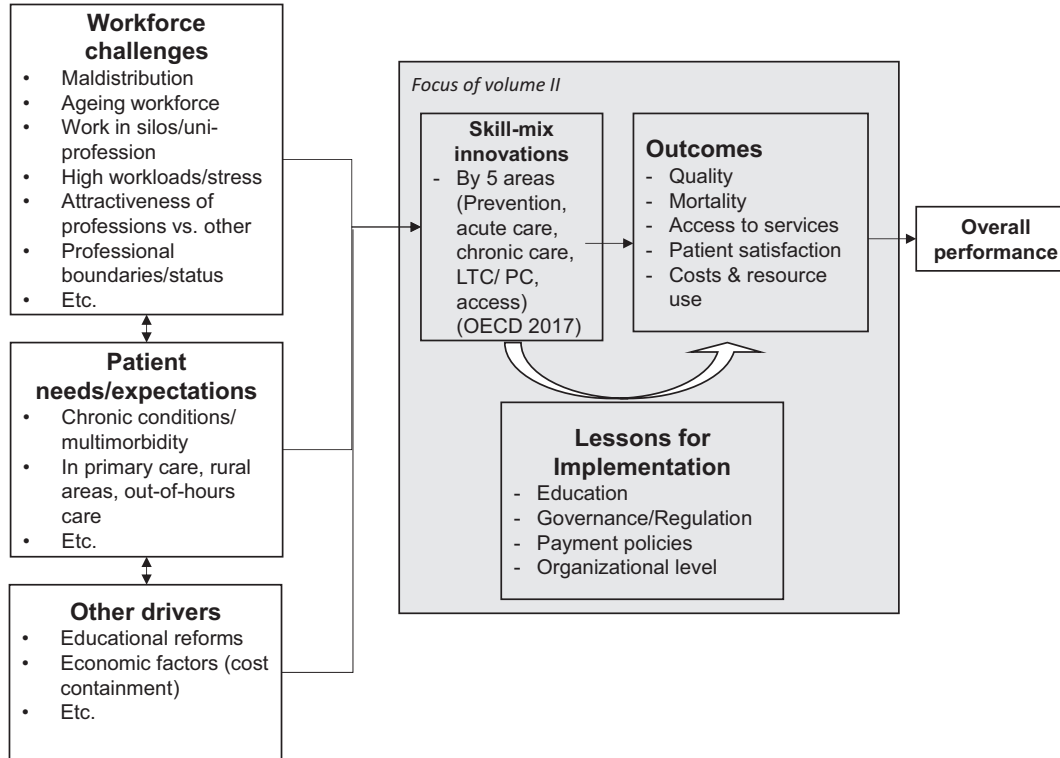 Workforce
challenges
• Maldistribution
• Ageing workforce
• Work in silos/uni-
profession
• High workloads/stress
• Attractiveness of
professions vs. other
• Professional
boundaries/status
• Etc.
Patient
needs/expectations
• Chronic conditions/
multimorbidity
• In primary care, rural
areas, out-of-hours
care
• Etc.
Other drivers
• Educational reforms
• Economic factors (cost
containment)
• Etc.
Focus of volume II
Skill-mix
innovations
- By 5 areas
(Prevention,
acute care,
chronic care,
LTC/ PC,
access)
(OECD 2017)
Outcomes
- Quality
- Mortality
- Access to services
- Patient satisfaction
- Costs & resource
use
Lessons for
Implementation
- Education
- Governance/Regulation
- Payment policies
- Organizational level
Overall
performance